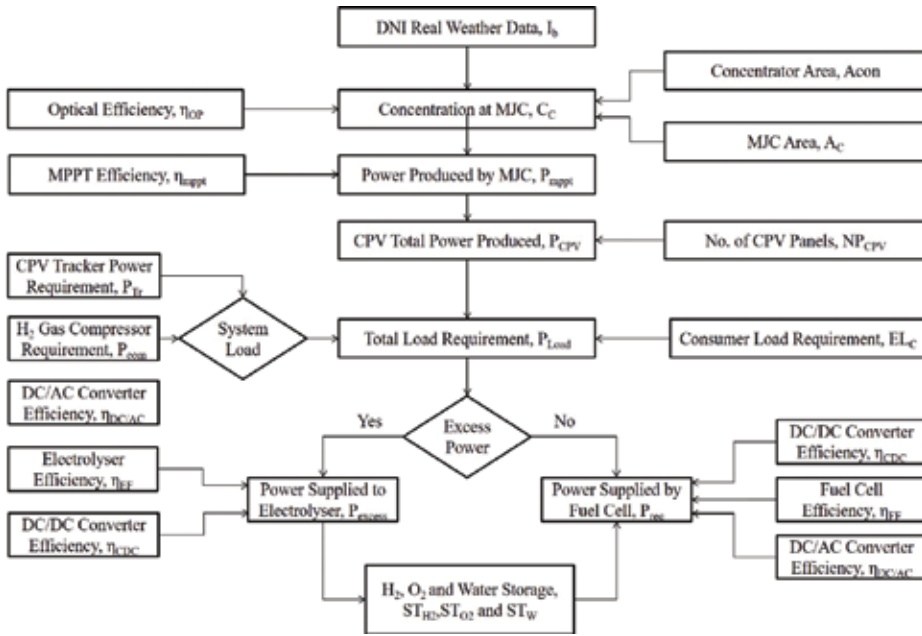 DNI Real Weather Data, I_b
Concentrator Area, Acon
Optical Efficiency, η_IOP
Concentration at MJC, C_C
MJC Area, A_C
MPPT Efficiency, η_mppt
Power Produced by MJC, P_mppt
CPV Total Power Produced, P_CPV
No. of CPV Panels, NP_CPV
CPV Tracker Power
Requirement, P_Tr
System
Load
H_2 Gas Compressor
Requirement, P_com
Total Load Requirement, P_Load
Consumer Load Requirement, EL_C
DC/AC Converter
Efficiency, η_DC/AC
Yes
Excess
Power
No
Electrolyser
Efficiency, η_EF
DC/DC Converter
Efficiency, η_CDC
Power Supplied to
Electrolyser, P_excess
Power Supplied by
Fuel Cell, P_req
DC/DC Converter
Efficiency, η_CDC
Fuel Cell
Efficiency, η_FF
DC/AC Converter
Efficiency, η_DC/AC
H_2, O_2 and Water Storage,
ST_H2,ST_O2 and ST_W